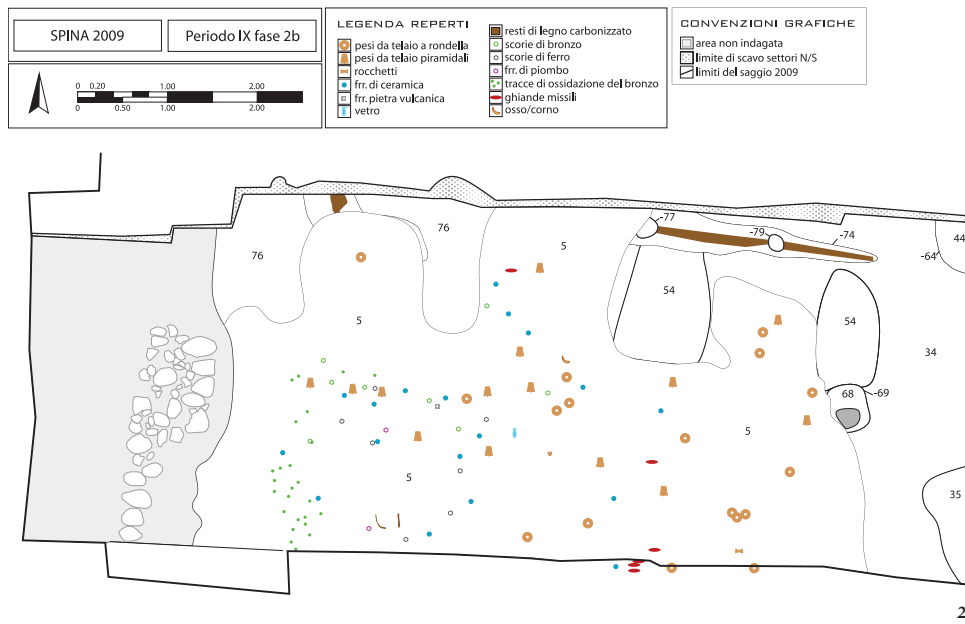 SPINA 2009
Periodo IX fase 2b
0 0.20 1.00 2.00
0.50 1.00 2.00
LEGENDA REPERTI
pesi da telaio a rondella
pesi da telaio piramidali
rocchetti
frr. di ceramica
frr. pietra vulcanica
vetro
resti di legno carbonizzato
scorie di bronzo
scorie di ferro
frr. di piombo
tracce di ossidazione del bronzo
ghiande missili
osso/corno
CONVENZIONI GRAFICHE
area non indagata
limite di scavo settori N/S
limiti del saggio 2009
76
76
5
-77
-79
-74
-64
44
54
5
54
34
68
-69
5
5
35
2